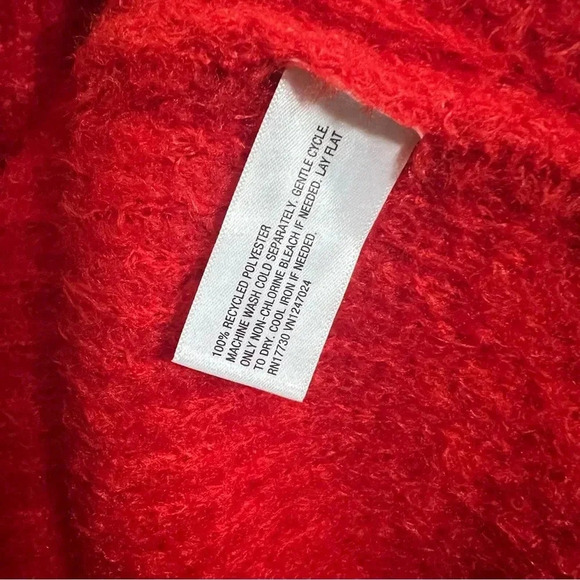 100% RECYCLED POLYESTER
MACHINE WASH COLD SEPARATELY. GENTLE CYCLE.
ONLY NON-CHLORINE BLEACH IF NEEDED. LAY FLAT
TO DRY. COOL IRON IF NEEDED.
RN17730 VN1247024